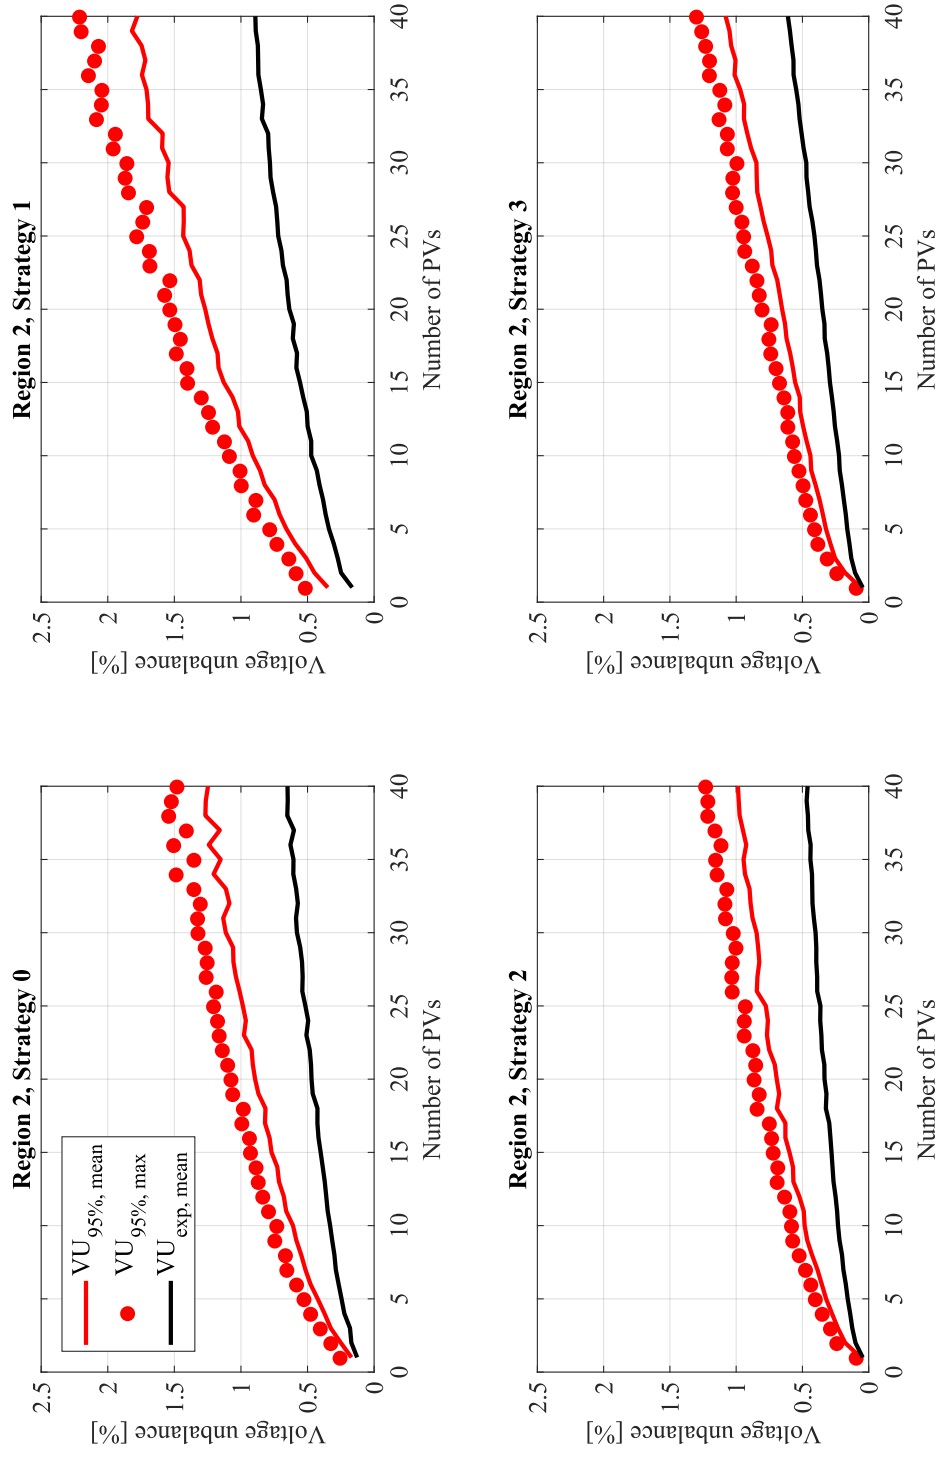 Region 2, Strategy 0
2.5
2
1.5
1
0.5
0
Voltage unbalance [%]
VU95%, mean
VU95%, max
VUexp, mean
0 5 10 15 20 25 30 35 40
Number of PVs
Region 2, Strategy 1
2.5
2
1.5
1
0.5
0
Voltage unbalance [%]
0 5 10 15 20 25 30 35 40
Number of PVs
Region 2, Strategy 2
2.5
2
1.5
1
0.5
0
Voltage unbalance [%]
0 5 10 15 20 25 30 35 40
Number of PVs
Region 2, Strategy 3
2.5
2
1.5
1
0.5
0
Voltage unbalance [%]
0 5 10 15 20 25 30 35 40
Number of PVs